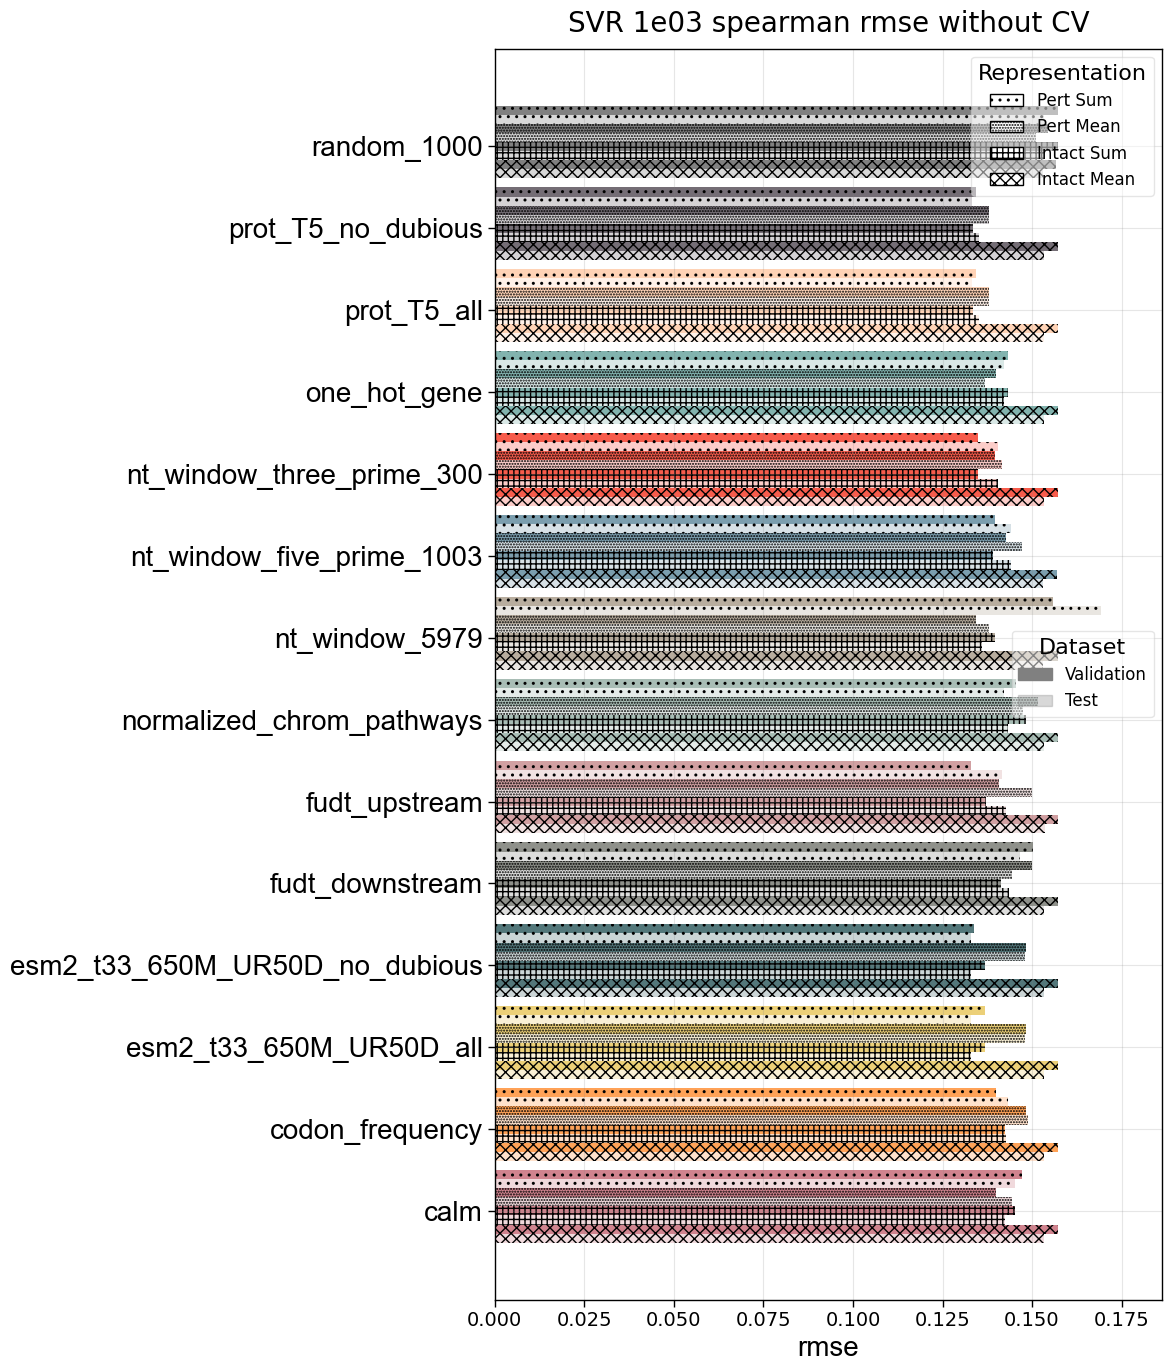 SVR 1e03 spearman rmse without CV
Representation
Pert Sum
Pert Mean
Intact Sum
Intact Mean
random_1000
prot_T5_no_dubious
prot_T5_all
one_hot_gene
nt_window_three_prime_300
nt_window_five_prime_1003
nt_window_5979
Dataset
Validation
Test
normalized_chrom_pathways
fudt_upstream
fudt_downstream
esm2_t33_650M_UR50D_no_dubious
esm2_t33_650M_UR50D_all
codon_frequency
calm
0.000 0.025 0.050 0.075 0.100 0.125 0.150 0.175
rmse